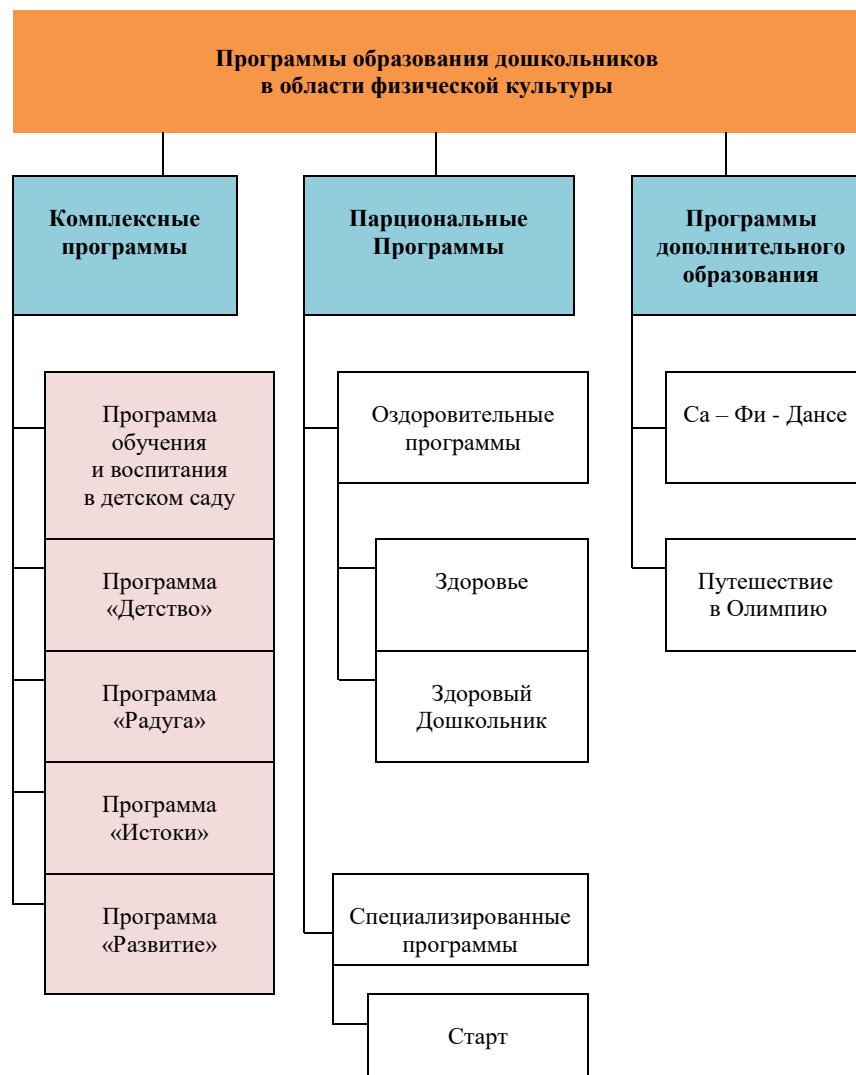 Программы образования дошкольников
в области физической культуры
Комплексные
программы
Парциональные
Программы
Программы
дополнительного
образования
Программа
обучения
и воспитания
в детском саду
Программа
«Детство»
Программа
«Радуга»
Программа
«Истоки»
Программа
«Развитие»
Оздоровительные
программы
Здоровье
Здоровый
Дошкольник
Специализированные
программы
Старт
Са – Фи - Дансе
Путешествие
в Олимпию